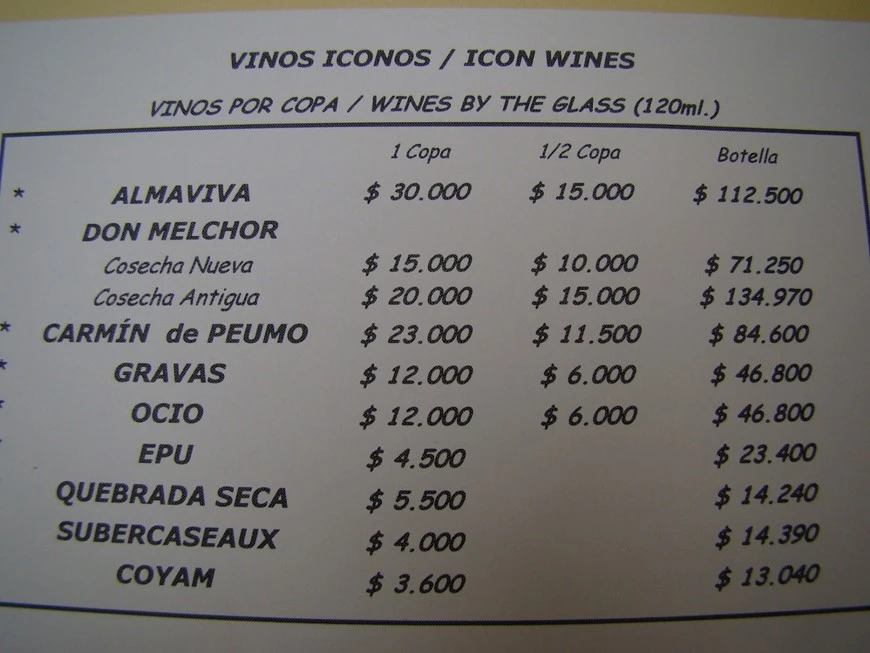 VINOS ICONOS / ICON WINES
VINOS POR COPA / WINES BY THE GLASS (120ml.)
1 Copa 1/2 Copa Botella
* ALMAVIVA $ 30.000 $ 15.000 $ 112.500
* DON MELCHOR
Cosecha Nueva $ 15.000 $ 10.000 $ 71.250
Cosecha Antigua $ 20.000 $ 15.000 $ 134.970
* CARMÍN de PEUMO $ 23.000 $ 11.500 $ 84.600
* GRAVAS $ 12.000 $ 6.000 $ 46.800
* OCIO $ 12.000 $ 6.000 $ 46.800
EPU $ 4.500 $ 23.400
QUEBRADA SECA $ 5.500 $ 14.240
SUBERCASEAUX $ 4.000 $ 14.390
COYAM $ 3.600 $ 13.040